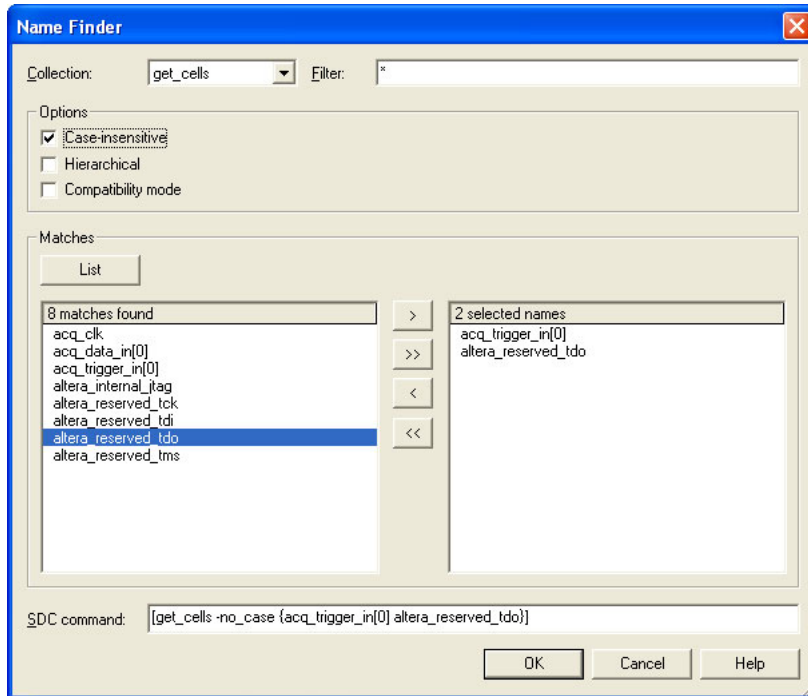 Name Finder
Collection: get_cells Filter: *
Options
Case-insensitive
Hierarchical
Compatibility mode
Matches
List
8 matches found > 2 selected names
acq_clk acq_trigger_in[0]
acq_data_in[0] altera_reserved_tdo
acq_trigger_in[0] >>
altera_internal_jtag
altera_reserved_tck <
altera_reserved_tdi
altera_reserved_tdo <<
altera_reserved_tms
SDC command: [get_cells -no_case {acq_trigger_in[0] altera_reserved_tdo}]
OK Cancel Help